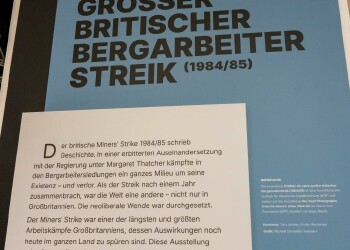 GROSSER
BRITISCHER
BERGARBEITER
STREIK (1984/85)
Der britische Miners' Strike 1984/85 schrieb
Geschichte. In einer erbitterten Auseinandersetzung
mit der Regierung unter Margaret Thatcher kämpfte in
den Bergarbeitersiedlungen ein ganzes Milieu um seine
Existenz – und verlor. Als der Streik nach einem Jahr
zusammenbrach, war die Welt eine andere – nicht nur in
Großbritannien. Die neoliberale Wende war durchgesetzt.
Der Miners' Strike war einer der längsten und größten
Arbeitskämpfe Großbritanniens, dessen Auswirkungen noch
heute im ganzen Land zu spüren sind. Diese Ausstellung